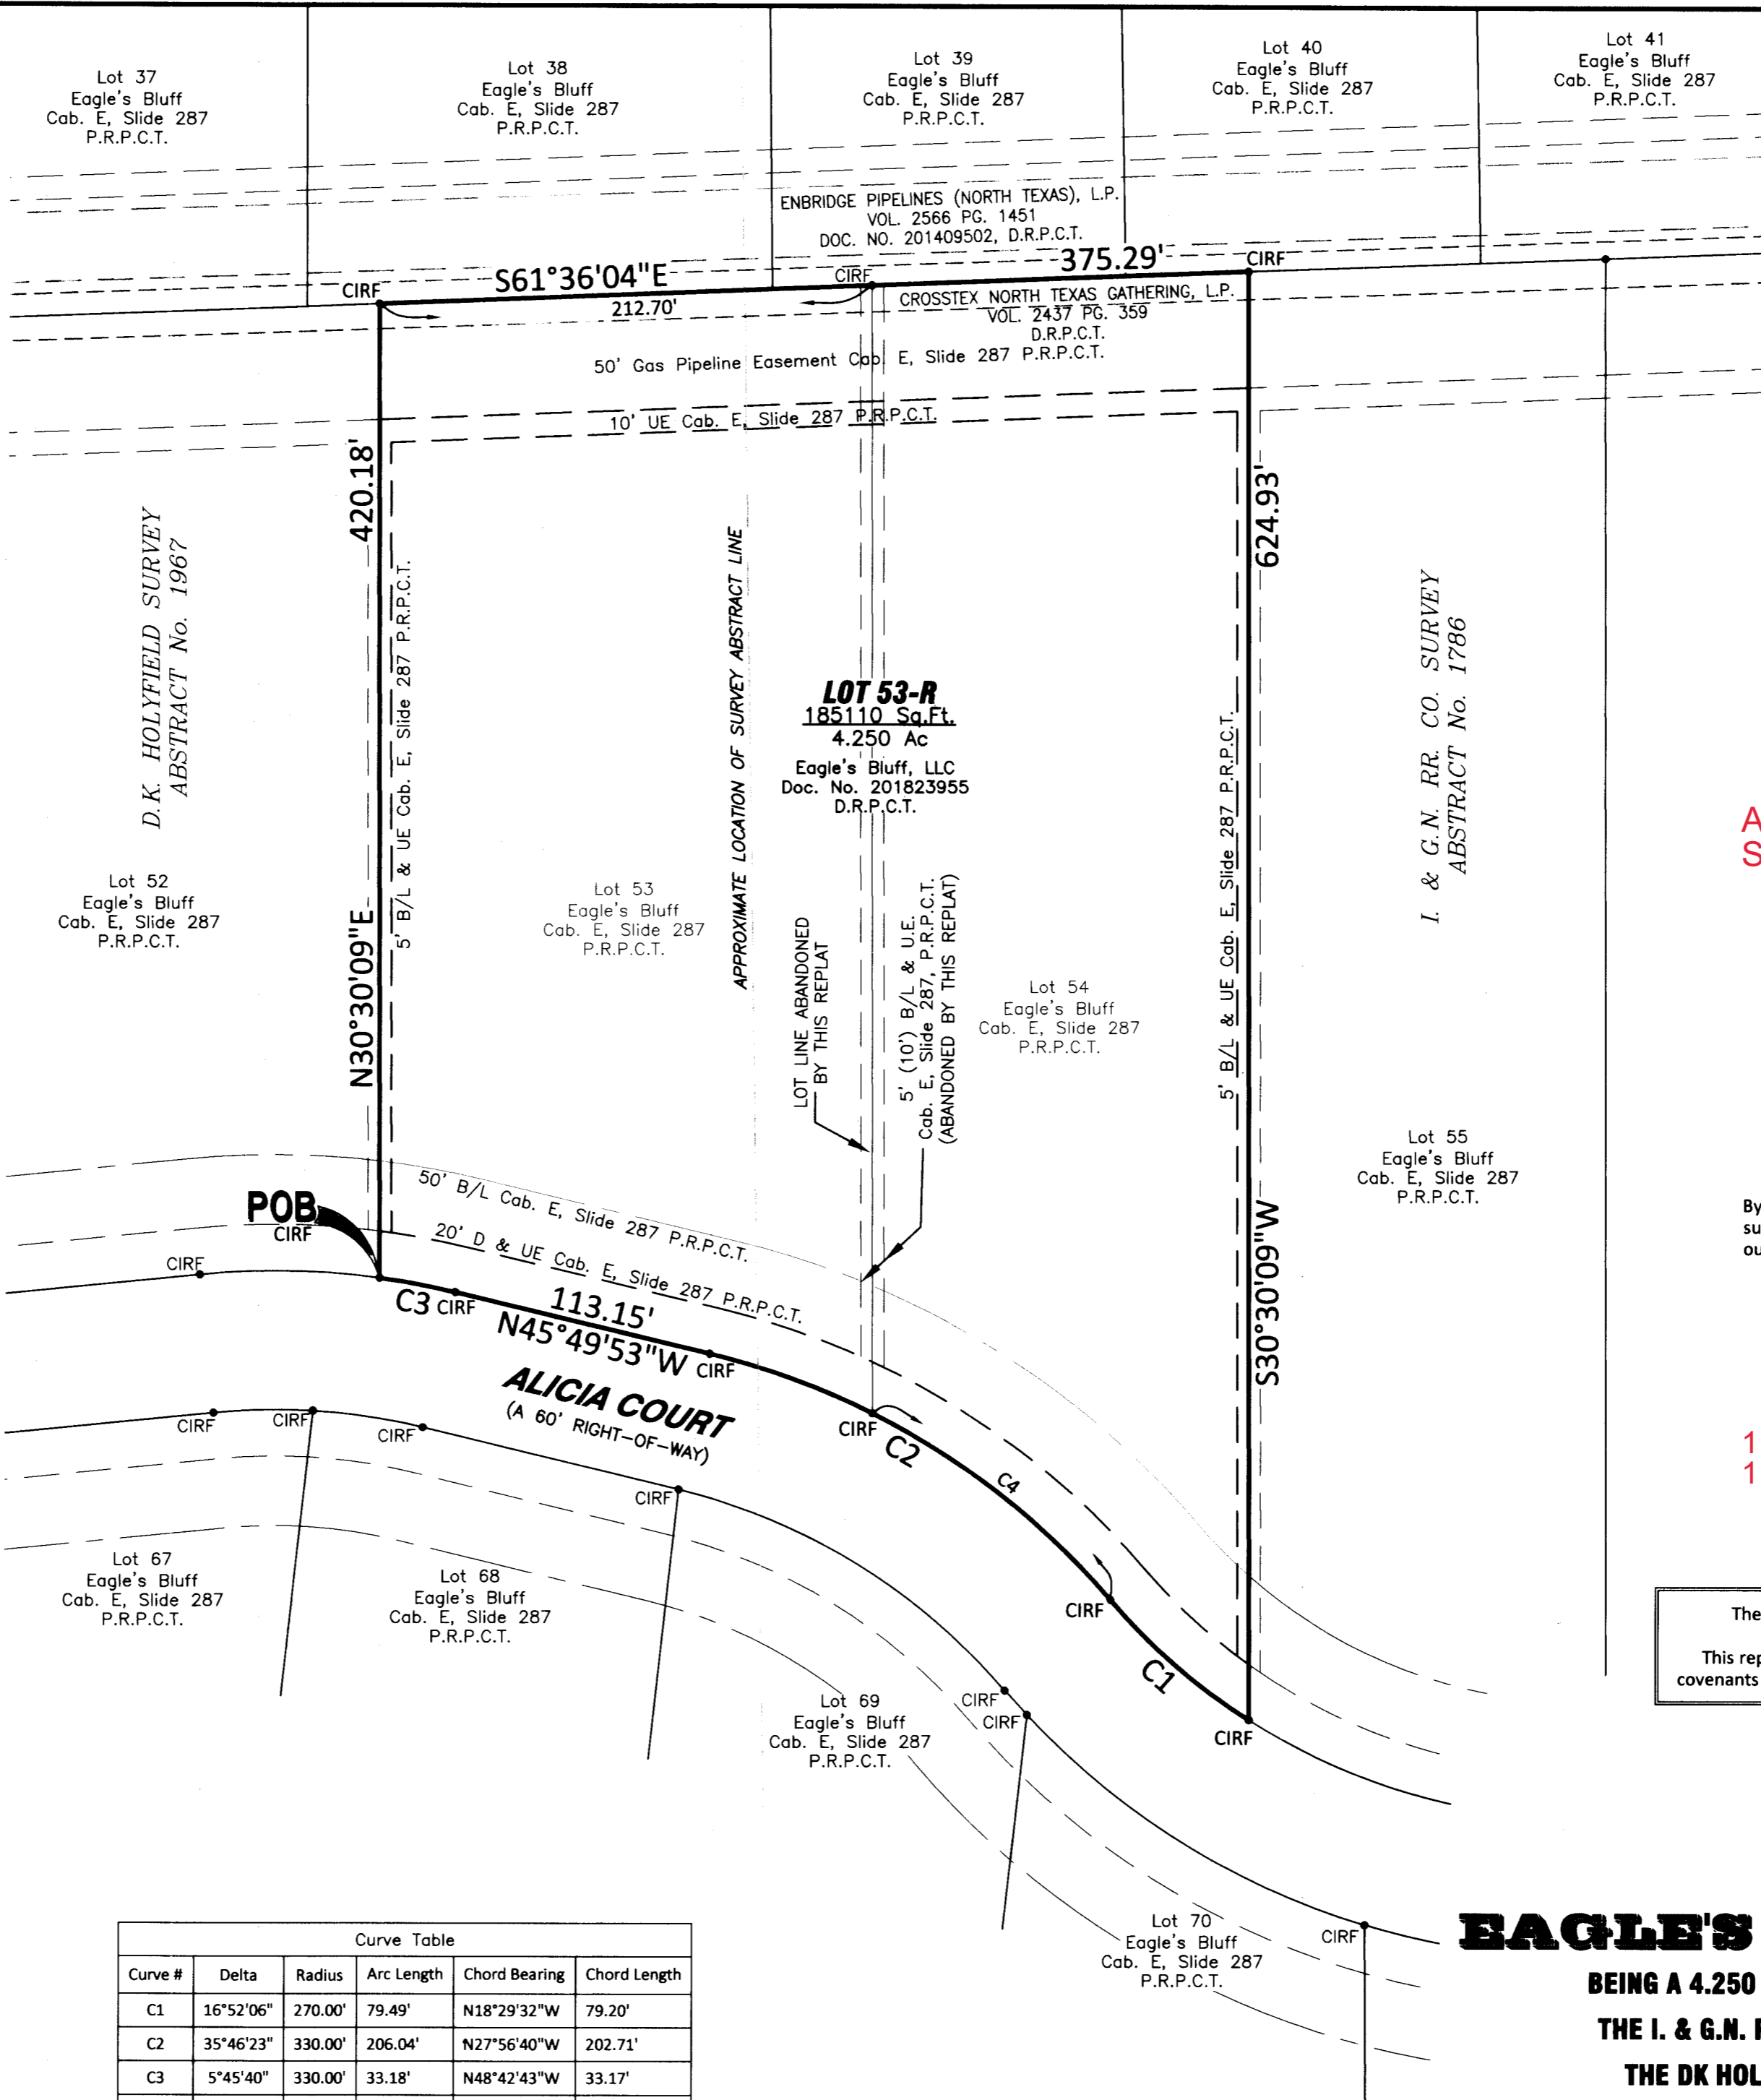 Lot 37
Eagle's Bluff
Cab. E, Slide 287
P.R.P.C.T.
Lot 38
Eagle's Bluff
Cab. E, Slide 287
P.R.P.C.T.
Lot 39
Eagle's Bluff
Cab. E, Slide 287
P.R.P.C.T.
Lot 40
Eagle's Bluff
Cab. E, Slide 287
P.R.P.C.T.
Lot 41
Eagle's Bluff
Cab. E, Slide 287
P.R.P.C.T.
ENBRIDGE PIPELINES (NORTH TEXAS), L.P.
VOL. 2566 PG. 1451
DOC. NO. 201409502, D.R.P.C.T.
CIRF
S61°36'04"E
CIRF
375.29'
CIRF
212.70'
CROSSTEX NORTH TEXAS GATHERING, L.P.
VOL. 2437 PG. 359
D.R.P.C.T.
50' Gas Pipeline Easement Cab. E, Slide 287 P.R.P.C.T.
10' UE Cab. E, Slide 287 P.R.P.C.T.
D.K. HOLYFIELD SURVEY
ABSTRACT No. 1967
420.18'
N30°30'09"E
5' B/L & UE Cab. E, Slide 287 P.R.P.C.T.
APPROXIMATE LOCATION OF SURVEY ABSTRACT LINE
LOT 53-R
185110 Sq.Ft.
4.250 Ac
Eagle's Bluff, LLC
Doc. No. 201823955
D.R.P.C.T.
624.93'
S30°30'09"W
5' B/L & UE Cab. E, Slide 287 P.R.P.C.T.
I. & G.N. RR. CO. SURVEY
ABSTRACT No. 1786
A
S
Lot 52
Eagle's Bluff
Cab. E, Slide 287
P.R.P.C.T.
Lot 53
Eagle's Bluff
Cab. E, Slide 287
P.R.P.C.T.
LOT LINE ABANDONED
BY THIS REPLAT
5' (10') B/L & U.E.
Cab. E, Slide 287, P.R.P.C.T.
(ABANDONED BY THIS REPLAT)
Lot 54
Eagle's Bluff
Cab. E, Slide 287
P.R.P.C.T.
Lot 55
Eagle's Bluff
Cab. E, Slide 287
P.R.P.C.T.
By
su
ou
50' B/L Cab. E, Slide 287 P.R.P.C.T.
POB
CIRF
20' D & UE Cab. E, Slide 287 P.R.P.C.T.
CIRF
C3 CIRF
113.15'
N45°49'53"W
CIRF
ALICIA COURT
(A 60' RIGHT-OF-WAY)
CIRF
CIRF
CIRF
CIRF
C2
CIRF
C4
1
1
Lot 67
Eagle's Bluff
Cab. E, Slide 287
P.R.P.C.T.
Lot 68
Eagle's Bluff
Cab. E, Slide 287
P.R.P.C.T.
CIRF
C1
The
This rep
covenants
Lot 69
Eagle's Bluff
Cab. E, Slide 287
P.R.P.C.T.
CIRF
CIRF
CIRF
Lot 70
Eagle's Bluff
Cab. E, Slide 287
P.R.P.C.T.
CIRF
EAGLE'S
BEING A 4.250
THE I. & G.N.
THE DK HOL
Curve Table
Curve # Delta Radius Arc Length Chord Bearing Chord Length
C1 16°52'06" 270.00' 79.49' N18°29'32"W 79.20'
C2 35°46'23" 330.00' 206.04' N27°56'40"W 202.71'
C3 5°45'40" 330.00' 33.18' N48°42'43"W 33.17'